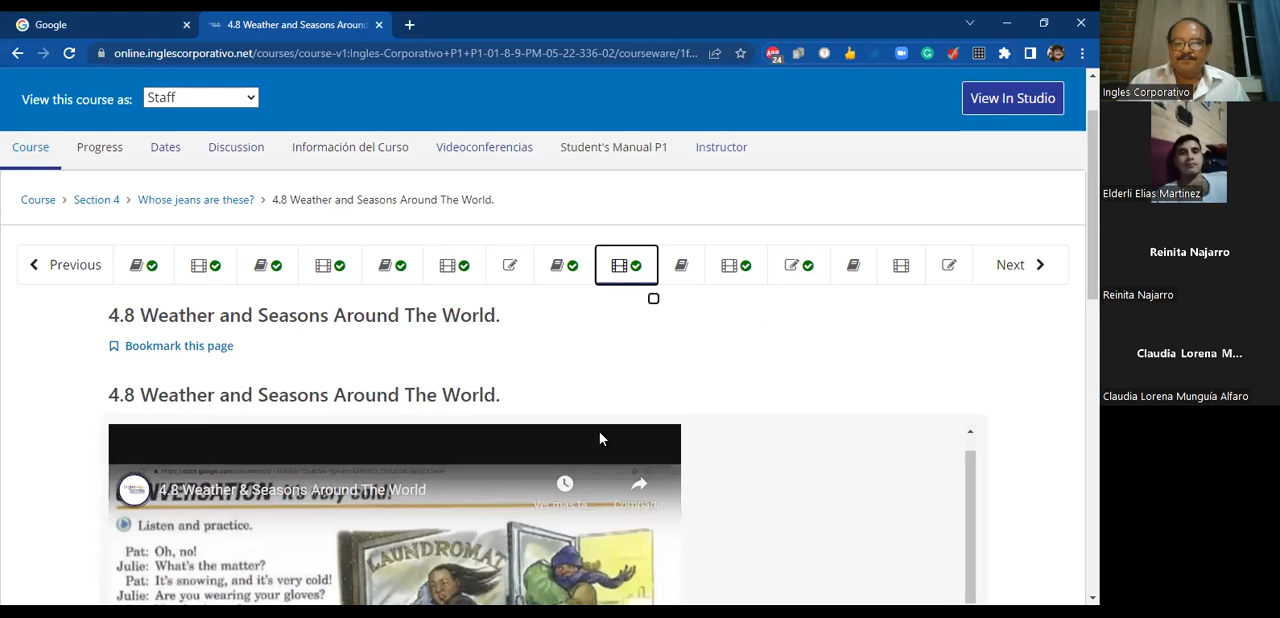 Google
4.8 Weather and Seasons Around
online.inglescorporativo.net/courses/course-v1:Ingles-Corporativo+P1+P1-01-8-9-PM-05-22-336-02/courseware/1f...
24
View this course as:
Staff
View In Studio
Course
Progress
Dates
Discussion
Información del Curso
Videoconferencias
Student's Manual P1
Instructor
Course > Section 4 > Whose jeans are these? > 4.8 Weather and Seasons Around The World.
Previous
Next
4.8 Weather and Seasons Around The World.
Bookmark this page
4.8 Weather and Seasons Around The World.
4.8 Weather & Seasons Around The World
Listen and practice.
LAUNDROMAT
Pat: Oh, no!
Julie: What's the matter?
Pat: It's snowing, and it's very cold!
Julie: Are you wearing your gloves?
Ingles Corporativo
Elderli Elias Martinez
Reinita Najarro
Reinita Najarro
Claudia Lorena M...
Claudia Lorena Munguía Alfaro